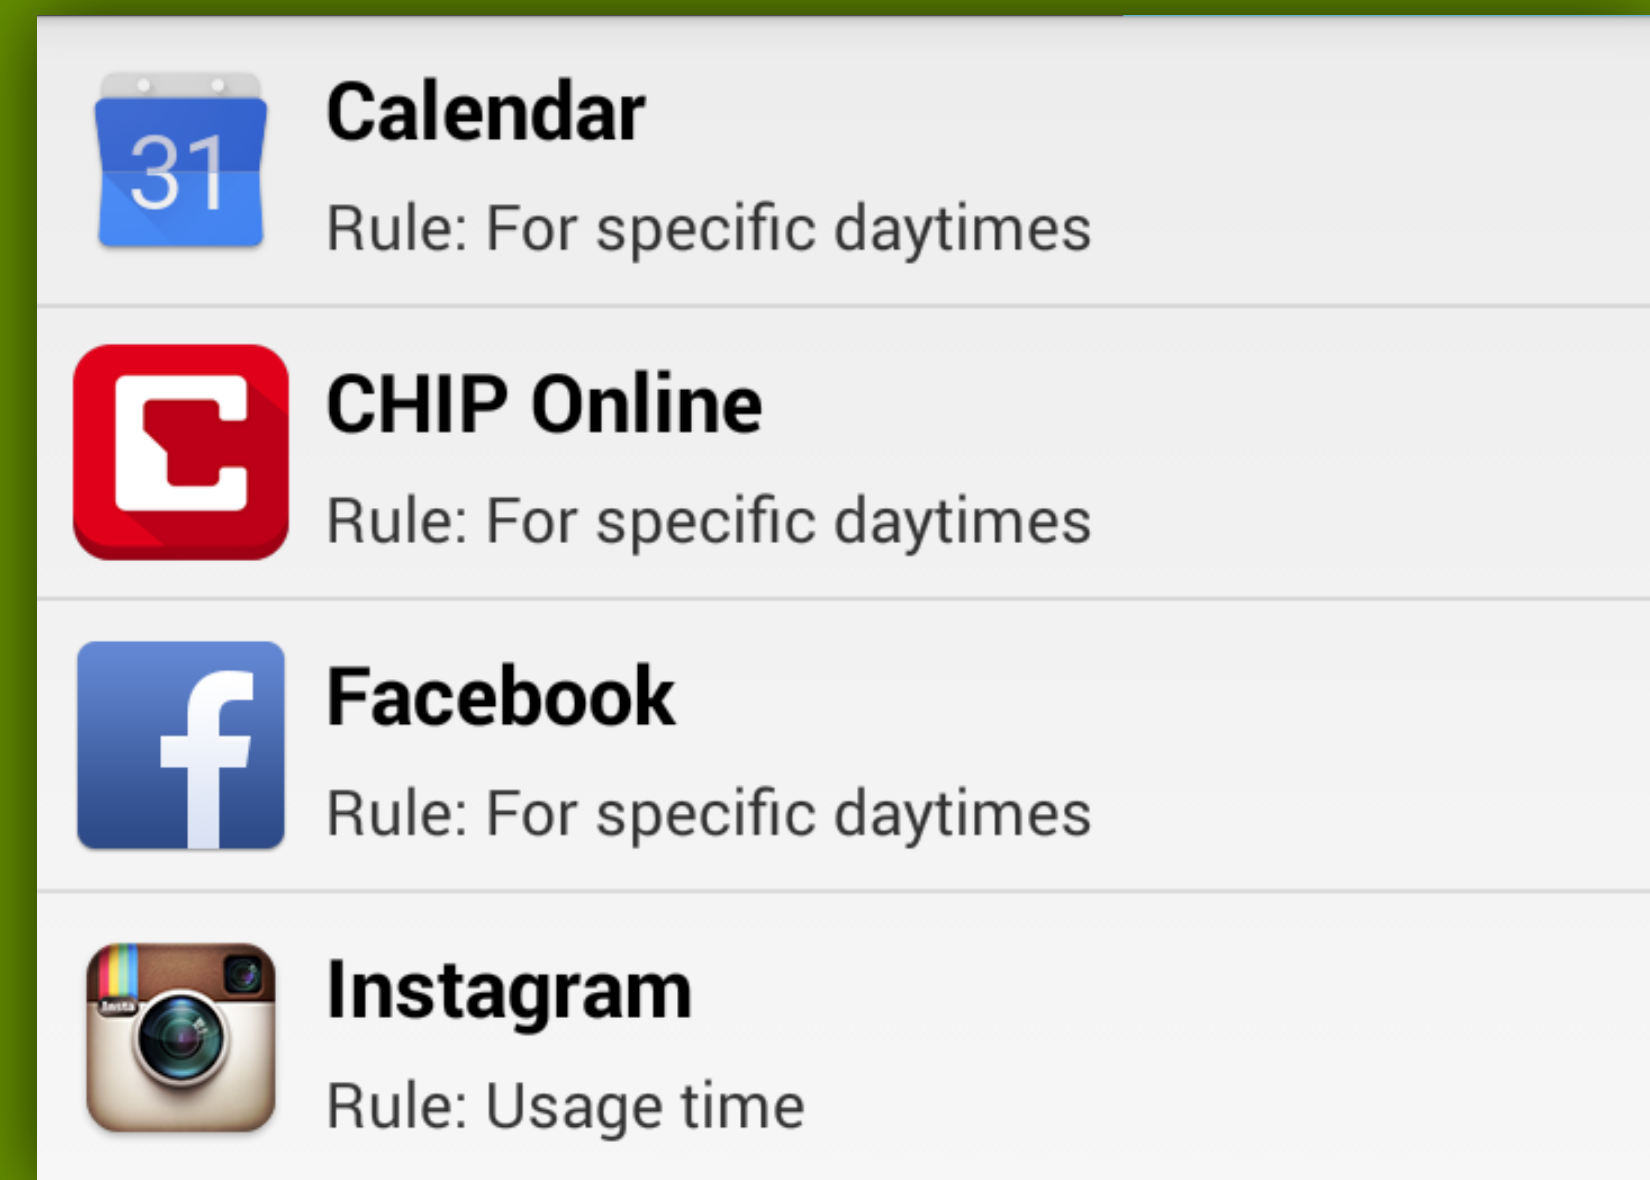 31
Calendar
Rule: For specific daytimes
CHIP Online
Rule: For specific daytimes
Facebook
Rule: For specific daytimes
Insta
Instagram
Rule: Usage time